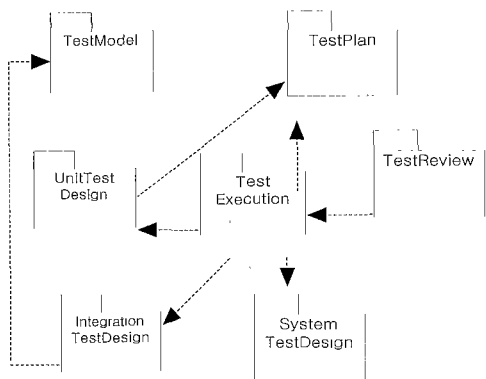 TestModel
TestPlan
TestReview
UnitTest
Design
Test
Execution
Integration
TestDesign
System
TestDesign